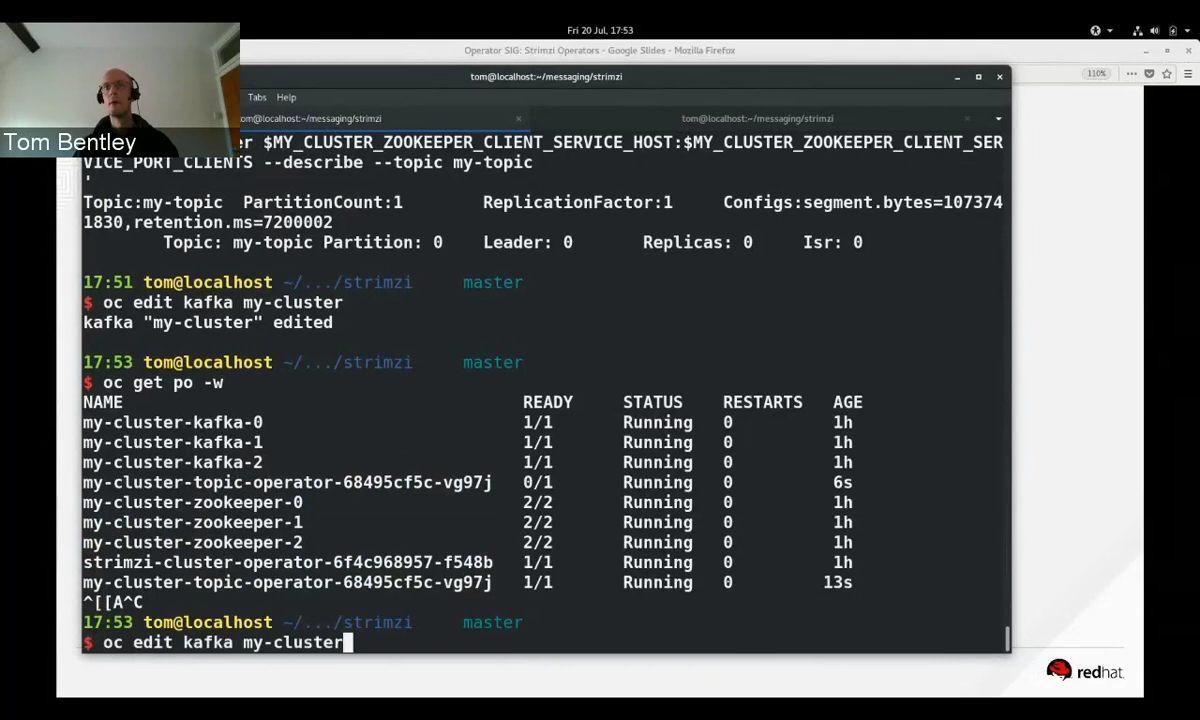 Fri 20 Jul, 17:53
Operator SIG: Strimzi Operators - Google Slides - Mozilla Firefox
110%
tom@localhost:~/messaging/strimzi
Tabs Help
om@localhost:~/messaging/strimzi
tom@localhost:~/messaging/strimzi
Tom Bentley
er $MY_CLUSTER_ZOOKEEPER_CLIENT_SERVICE_HOST:$MY_CLUSTER_ZOOKEEPER_CLIENT_SER
VICE_PORT_CLIENTS --describe --topic my-topic
'
Topic:my-topic PartitionCount:1 ReplicationFactor:1 Configs:segment.bytes=107374
1830,retention.ms=7200002
Topic: my-topic Partition: 0 Leader: 0 Replicas: 0 Isr: 0
17:51 tom@localhost ~/.../strimzi master
$ oc edit kafka my-cluster
kafka "my-cluster" edited
17:53 tom@localhost ~/.../strimzi master
$ oc get po -w
NAME READY STATUS RESTARTS AGE
my-cluster-kafka-0 1/1 Running 0 1h
my-cluster-kafka-1 1/1 Running 0 1h
my-cluster-kafka-2 1/1 Running 0 1h
my-cluster-topic-operator-68495cf5c-vg97j 0/1 Running 0 6s
my-cluster-zookeeper-0 2/2 Running 0 1h
my-cluster-zookeeper-1 2/2 Running 0 1h
my-cluster-zookeeper-2 2/2 Running 0 1h
strimzi-cluster-operator-6f4c968957-f548b 1/1 Running 0 1h
my-cluster-topic-operator-68495cf5c-vg97j 1/1 Running 0 13s
^[[A^C
17:53 tom@localhost ~/.../strimzi master
$ oc edit kafka my-cluster
redhat.